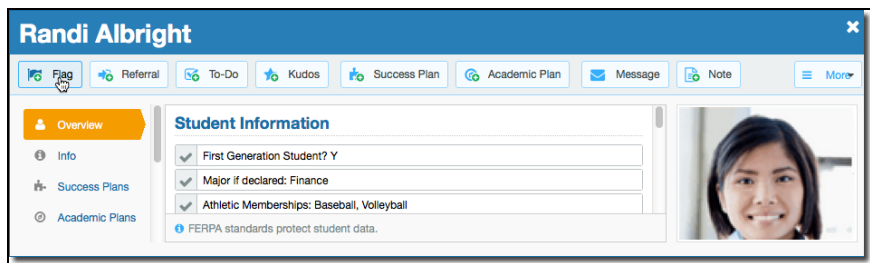 Randi Albright
Flag Referral To-Do Kudos Success Plan Academic Plan Message Note More
Overview
Info
Success Plans
Academic Plans
Student Information
First Generation Student? Y
Major if declared: Finance
Athletic Memberships: Baseball, Volleyball
FERPA standards protect student data.